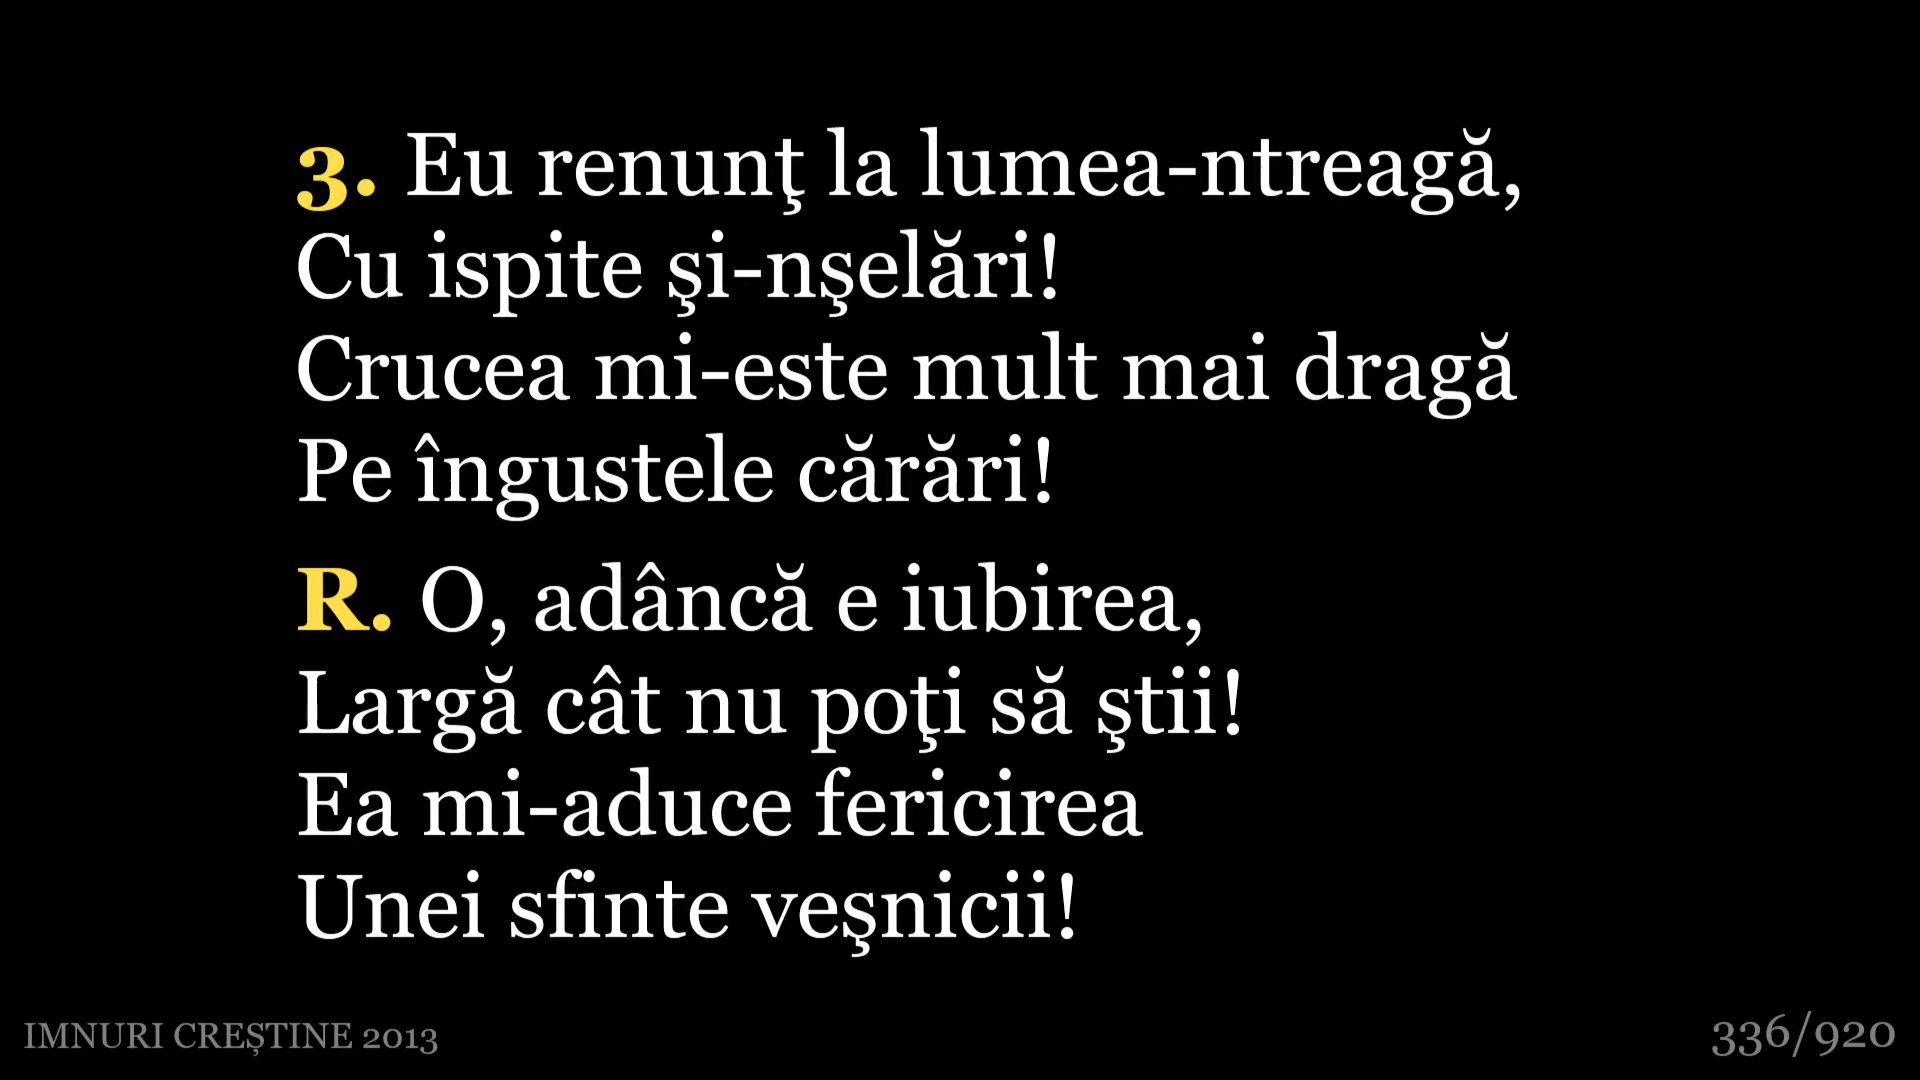 3. Eu renunţ la lumea-ntreagă,
Cu ispite şi-nşelări!
Crucea mi-este mult mai dragă
Pe îngustele cărări!
R. O, adâncă e iubirea,
Largă cât nu poţi să ştii!
Ea mi-aduce fericirea
Unei sfinte veşnicii!
IMNURI CREȘTINE 2013
336/920